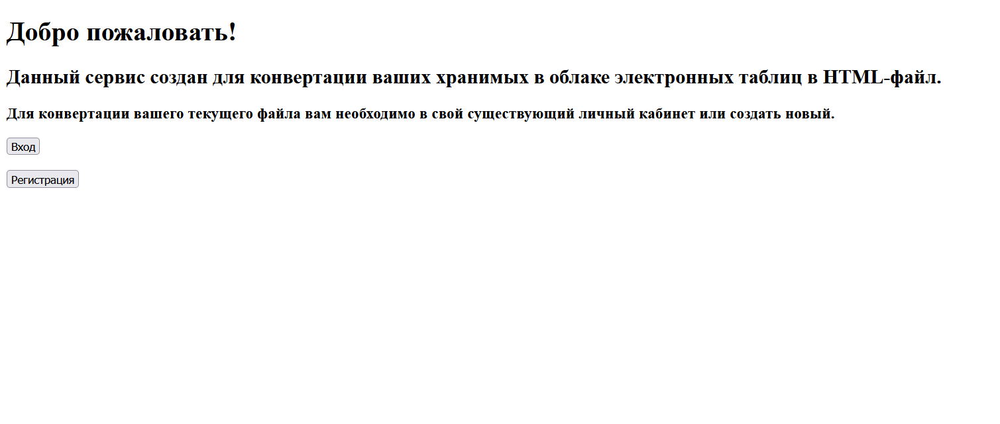 Добро пожаловать!
Данный сервис создан для конвертации ваших хранимых в облаке электронных таблиц в HTML-файл.
Для конвертации вашего текущего файла вам необходимо в свой существующий личный кабинет или создать новый.
Вход
Регистрация